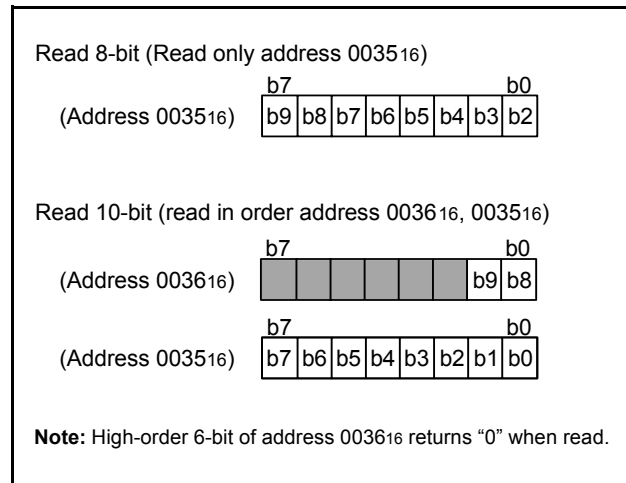 Read 8-bit (Read only address 003516)
b7 b0
(Address 003516) b9 b8 b7 b6 b5 b4 b3 b2
Read 10-bit (read in order address 003616, 003516)
b7 b0
(Address 003616) b9 b8
b7 b0
(Address 003516) b7 b6 b5 b4 b3 b2 b1 b0
Note: High-order 6-bit of address 003616 returns “0” when read.